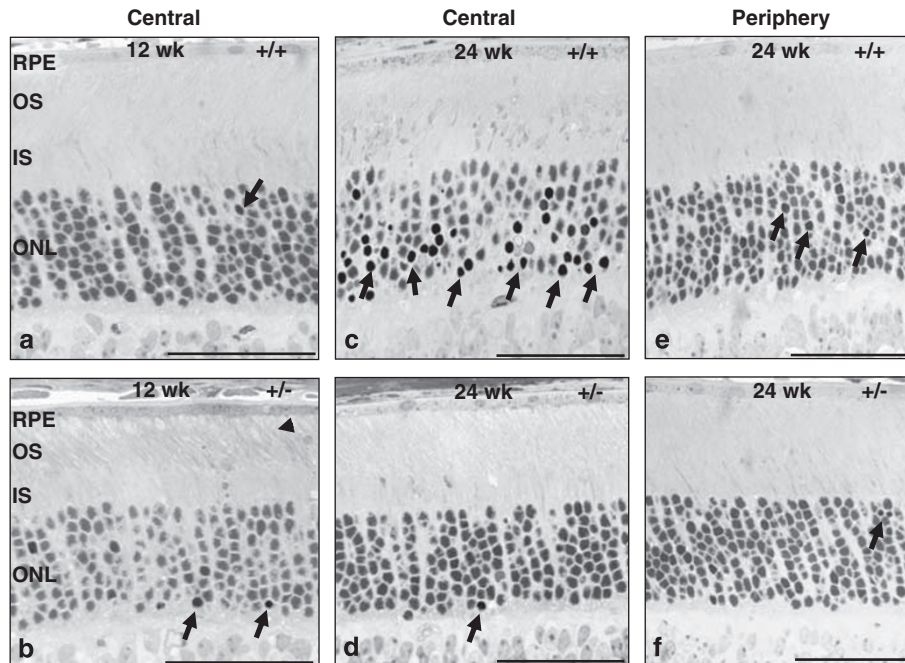 Central Central Periphery
12 wk +/+ 24 wk +/+ 24 wk +/+
RPE
OS
IS
ONL
a c e
12 wk +/- 24 wk +/- 24 wk +/-
RPE
OS
IS
ONL
b d f